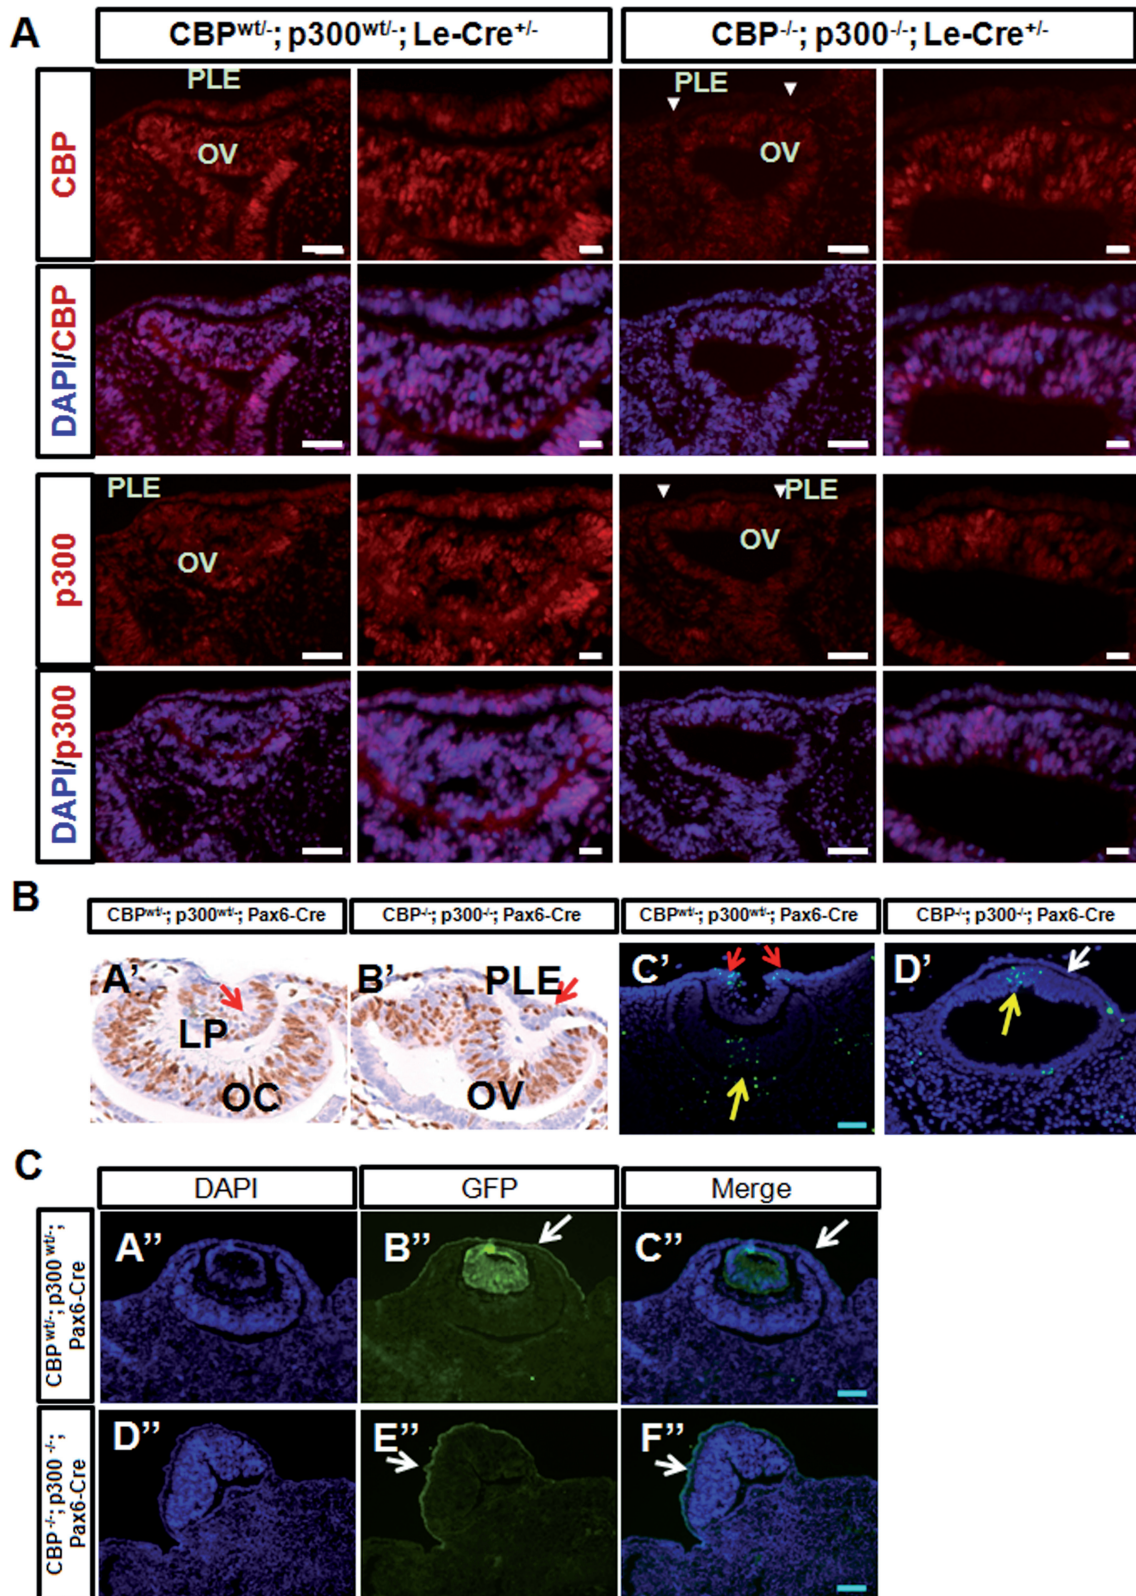 A
CBPwt/-; p300wt/-; Le-Cre+/-
CBP-/-; p300-/-; Le-Cre+/-
CBP
PLE
OV
PLE
OV
DAPI/CBP
p300
PLE
OV
PLE
OV
DAPI/p300
B
CBPwt/-; p300wt/-; Pax6-Cre
CBP-/-; p300-/-; Pax6-Cre
CBPwt/-; p300wt/-; Pax6-Cre
CBP-/-; p300-/-; Pax6-Cre
A'
LP
OC
B'
PLE
OV
C'
D'
C
DAPI
GFP
Merge
CBPwt/-; p300 wt/-;
Pax6-Cre
A''
B''
C''
CBP-/-; p300 -/-;
Pax6-Cre
D''
E''
F''